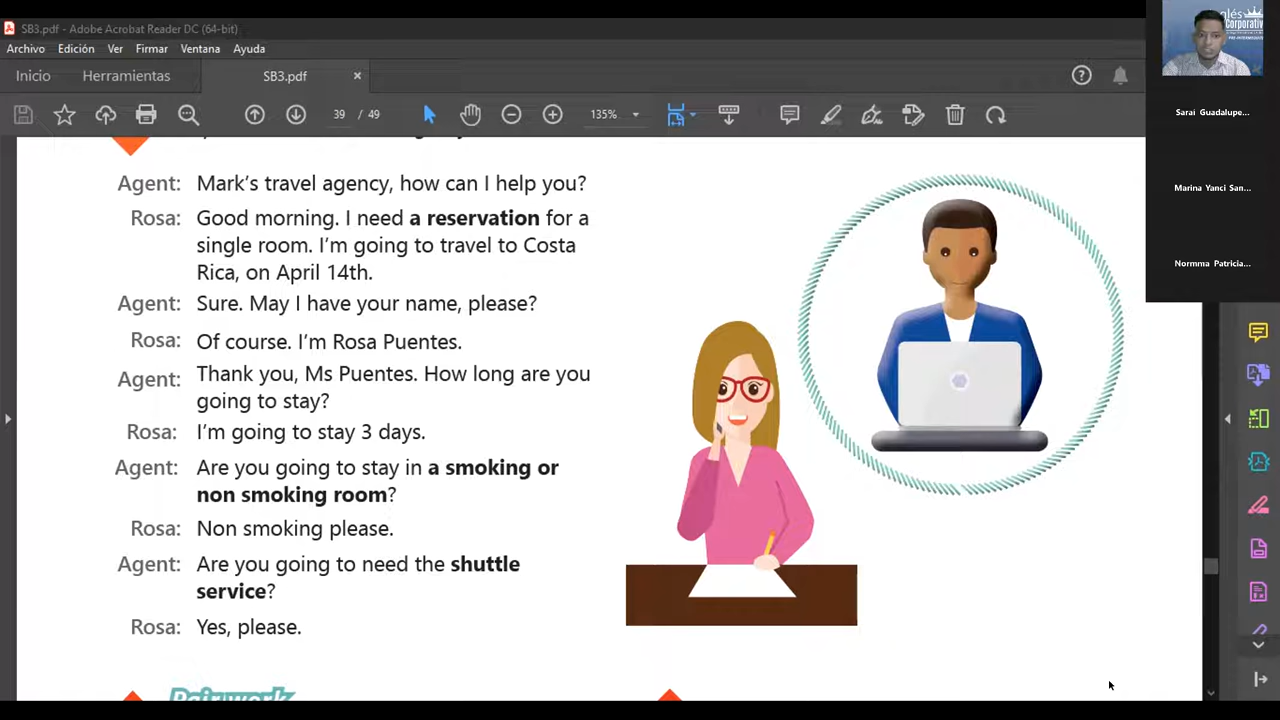 SB3.pdf - Adobe Acrobat Reader DC (64-bit)
Archivo Edición Ver Firmar Ventana Ayuda
Inicio Herramientas SB3.pdf ×
39 / 49 135%
Agent: Mark's travel agency, how can I help you?
Rosa: Good morning. I need a reservation for a
single room. I'm going to travel to Costa
Rica, on April 14th.
Agent: Sure. May I have your name, please?
Rosa: Of course. I'm Rosa Puentes.
Agent: Thank you, Ms Puentes. How long are you
going to stay?
Rosa: I'm going to stay 3 days.
Agent: Are you going to stay in a smoking or
non smoking room?
Rosa: Non smoking please.
Agent: Are you going to need the shuttle
service?
Rosa: Yes, please.
Pair work
Sarai Guadalupe...
Marina Yanci San...
Normma Patricia...